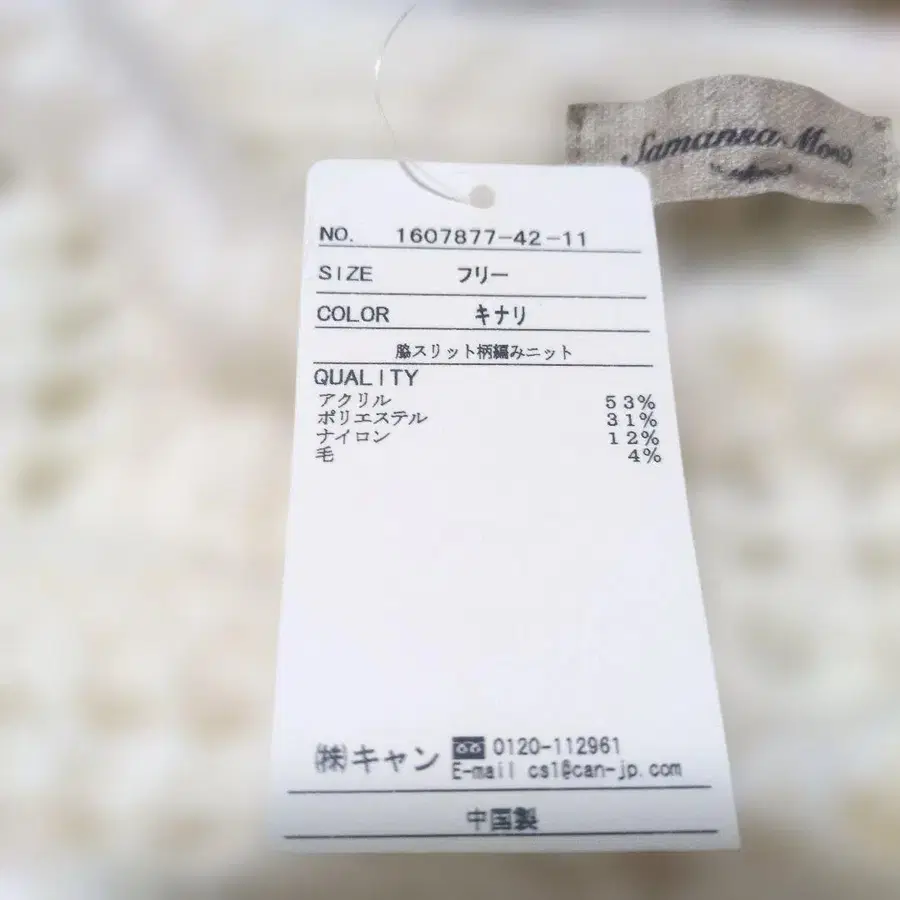 Samansa Mos2
NO. 1607877-42-11
SIZE フリー
COLOR キナリ
脇スリット柄編みニット
QUALITY
アクリル 53%
ポリエステル 31%
ナイロン 12%
毛 4%
㈱キャン 0120-112961
E-mail cs1@can-jp.com
中国製